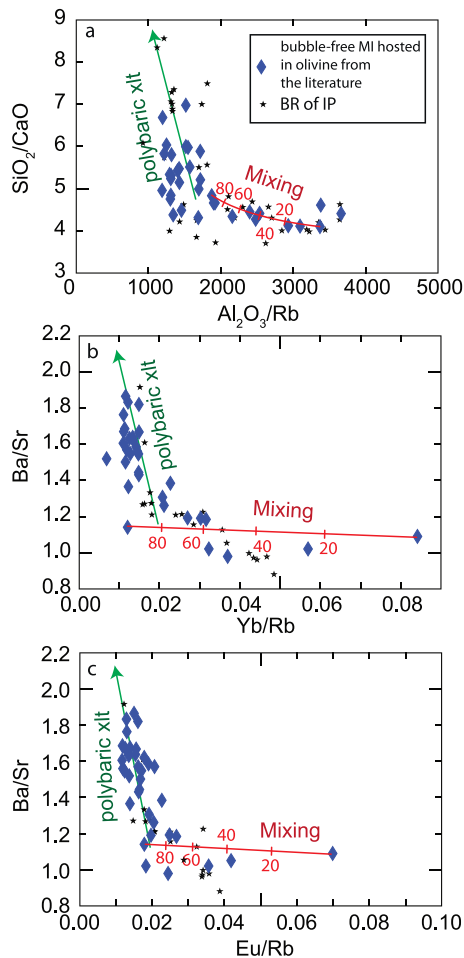 a
bubble-free MI hosted
in olivine from
the literature
BR of IP
polybaric xlt
Mixing
80
60
40
20
SiO2/CaO
9
8
7
6
5
4
3
0
1000
2000
3000
4000
5000
Al2O3/Rb
b
polybaric xlt
Mixing
80
60
40
20
Ba/Sr
2.2
2.0
1.8
1.6
1.4
1.2
1.0
0.8
0.00
0.02
0.04
0.06
0.08
Yb/Rb
c
polybaric xlt
Mixing
80
60
40
20
Ba/Sr
2.2
2.0
1.8
1.6
1.4
1.2
1.0
0.8
0.00
0.02
0.04
0.06
0.08
0.10
Eu/Rb